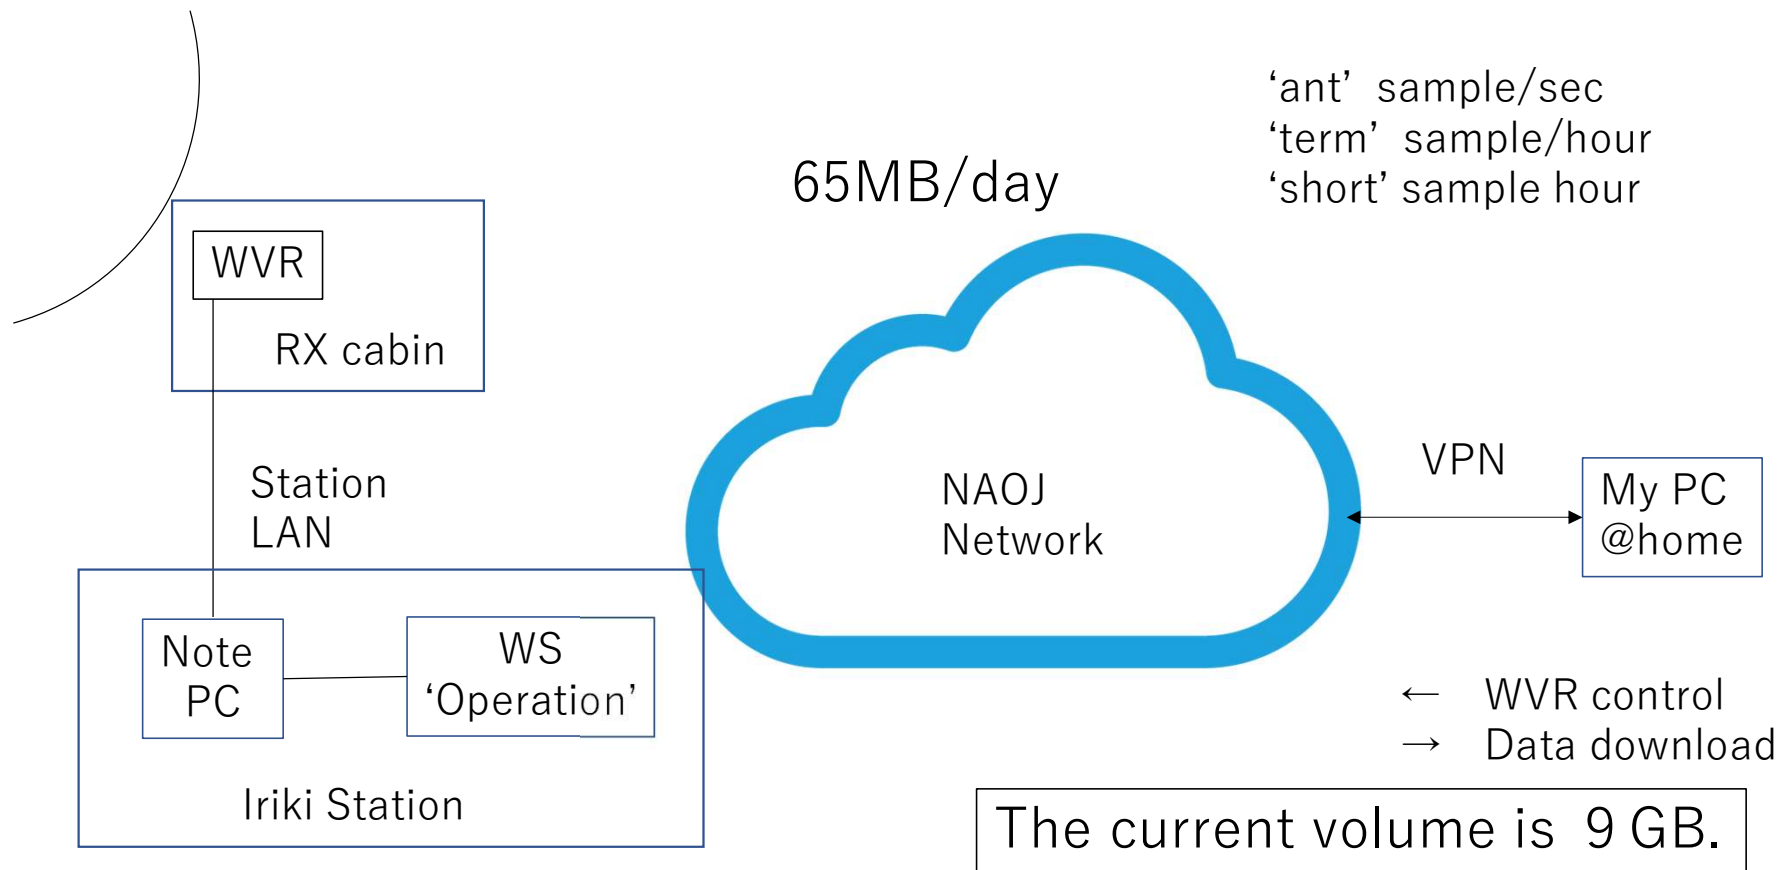 ‘ant’ sample/sec
‘term’ sample/hour
‘short’ sample hour
65MB/day
WVR
RX cabin
Station
LAN
NAOJ
Network
VPN
My PC
@home
Note
PC
WS
‘Operation’
Iriki Station
← WVR control
→ Data download
The current volume is 9 GB.